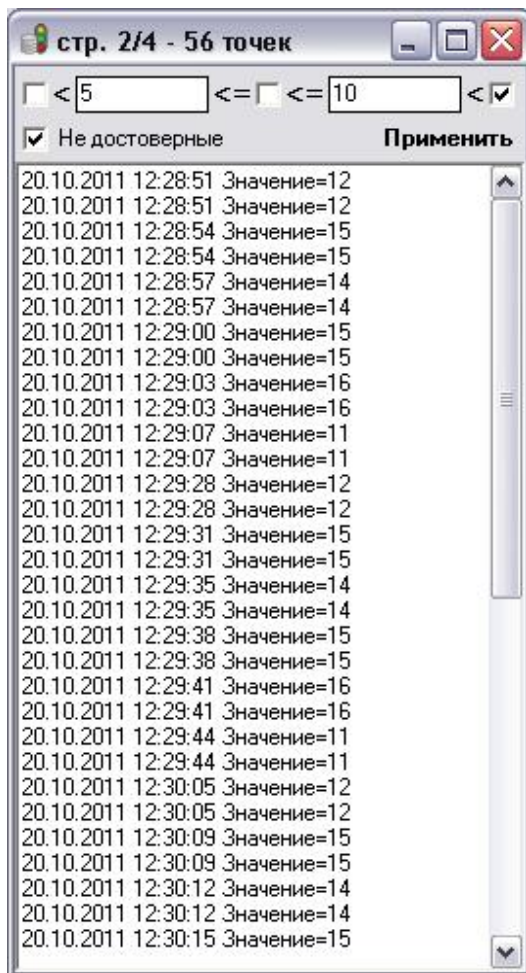 стр. 2/4 - 56 точек
< 5 <= <= 10 <
Не достоверные Применить
20.10.2011 12:28:51 Значение=12
20.10.2011 12:28:51 Значение=12
20.10.2011 12:28:54 Значение=15
20.10.2011 12:28:54 Значение=15
20.10.2011 12:28:57 Значение=14
20.10.2011 12:28:57 Значение=14
20.10.2011 12:29:00 Значение=15
20.10.2011 12:29:00 Значение=15
20.10.2011 12:29:03 Значение=16
20.10.2011 12:29:03 Значение=16
20.10.2011 12:29:07 Значение=11
20.10.2011 12:29:07 Значение=11
20.10.2011 12:29:28 Значение=12
20.10.2011 12:29:28 Значение=12
20.10.2011 12:29:31 Значение=15
20.10.2011 12:29:31 Значение=15
20.10.2011 12:29:35 Значение=14
20.10.2011 12:29:35 Значение=14
20.10.2011 12:29:38 Значение=15
20.10.2011 12:29:38 Значение=15
20.10.2011 12:29:41 Значение=16
20.10.2011 12:29:41 Значение=16
20.10.2011 12:29:44 Значение=11
20.10.2011 12:29:44 Значение=11
20.10.2011 12:30:05 Значение=12
20.10.2011 12:30:05 Значение=12
20.10.2011 12:30:09 Значение=15
20.10.2011 12:30:09 Значение=15
20.10.2011 12:30:12 Значение=14
20.10.2011 12:30:12 Значение=14
20.10.2011 12:30:15 Значение=15